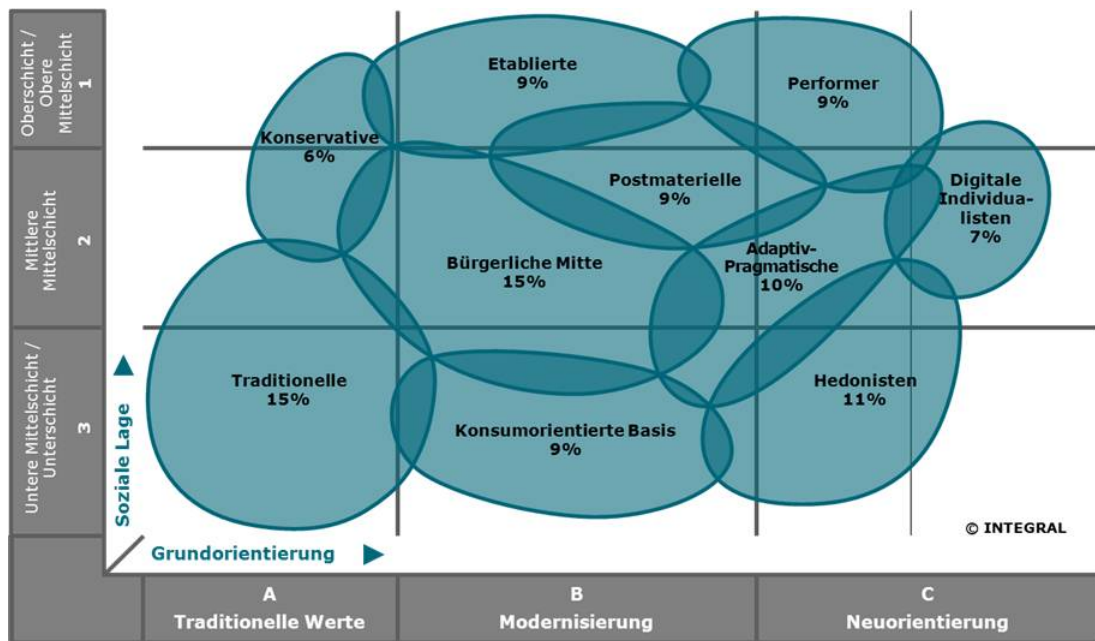 Oberschicht /
Obere
Mittelschicht
1
Mittlere
Mittelschicht
2
Untere Mittelschicht /
Unterschicht
3
Soziale Lage
Etablierte
9%
Performer
9%
Konservative
6%
Postmaterielle
9%
Digitale
Individua-
listen
7%
Bürgerliche Mitte
15%
Adaptiv-
Pragmatische
10%
Traditionelle
15%
Konsumorientierte Basis
9%
Hedonisten
11%
© INTEGRAL
Grundorientierung
A
Traditionelle Werte
B
Modernisierung
C
Neuorientierung